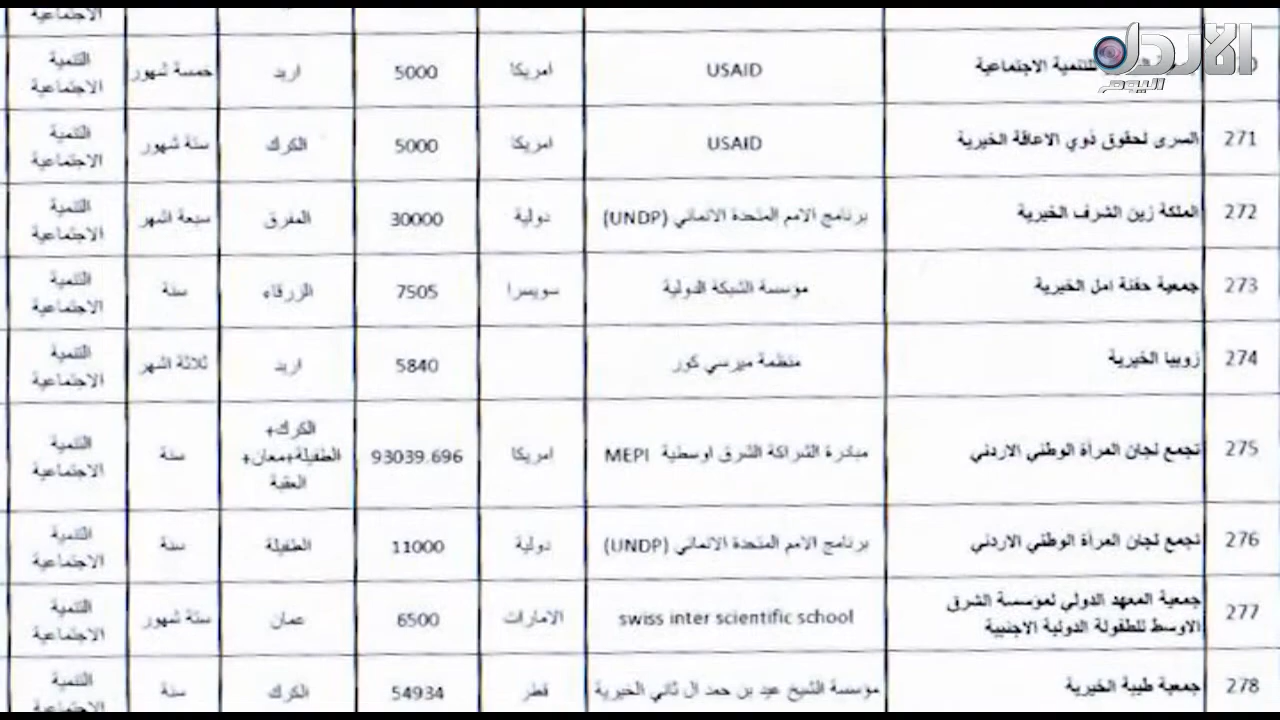 الاردن
اليوم
الاجتماعية
للتنمية الاجتماعية USAID امريكا 5000 اربد خمسة شهور التنمية الاجتماعية
271 السرى لحقوق ذوي الاعاقة الخيرية USAID امريكا 5000 الكرك ستة شهور التنمية الاجتماعية
272 الملكة زين الشرف الخيرية برنامج الامم المتحدة الانمائي (UNDP) دولية 30000 المفرق سبعة اشهر التنمية الاجتماعية
273 جمعية حفنة امل الخيرية مؤسسة الشبكة الدولية سويسرا 7505 الزرقاء سنة التنمية الاجتماعية
274 زوبيا الخيرية منظمة ميرسي كور 5840 اربد ثلاثة اشهر التنمية الاجتماعية
275 تجمع لجان المرأة الوطني الاردني مبادرة الشراكة الشرق اوسطية MEPI امريكا 93039.696 الكرك+ الطفيلة+معان+ العقبة سنة التنمية الاجتماعية
276 تجمع لجان المرأة الوطني الاردني برنامج الامم المتحدة الانمائي (UNDP) دولية 11000 الطفيلة سنة التنمية الاجتماعية
277 جمعية المعهد الدولي لمؤسسة الشرق الاوسط للطفولة الدولية الاجنبية swiss inter scientific school الامارات 6500 عمان ستة شهور التنمية الاجتماعية
278 جمعية طيبة الخيرية مؤسسة الشيخ عيد بن حمد ال ثاني الخيرية قطر 54934 الكرك سنة التنمية الاجتماعية